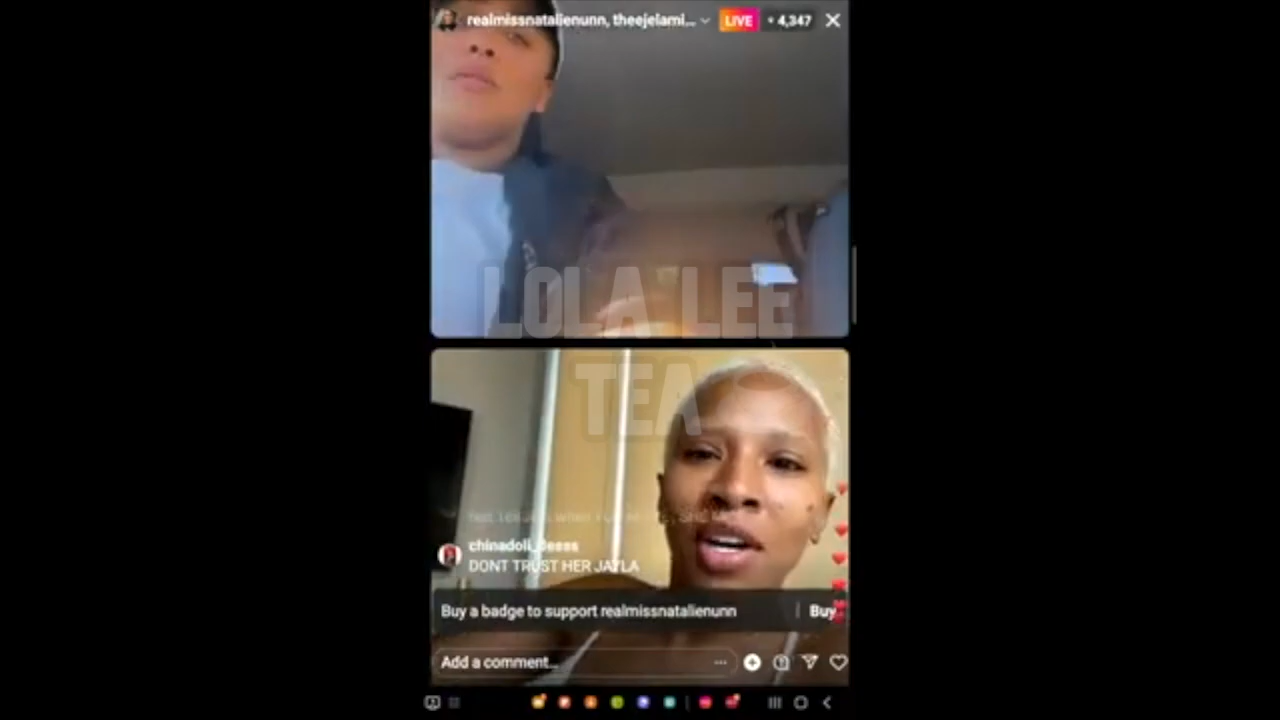 realmissnatalienunn, theejelami...
LIVE
4,347
LOLA LEE
TEA
chinadoll_deess
DONT TRUST HER JAYLA
Buy a badge to support realmissnatalienunn
Buy
Add a comment...